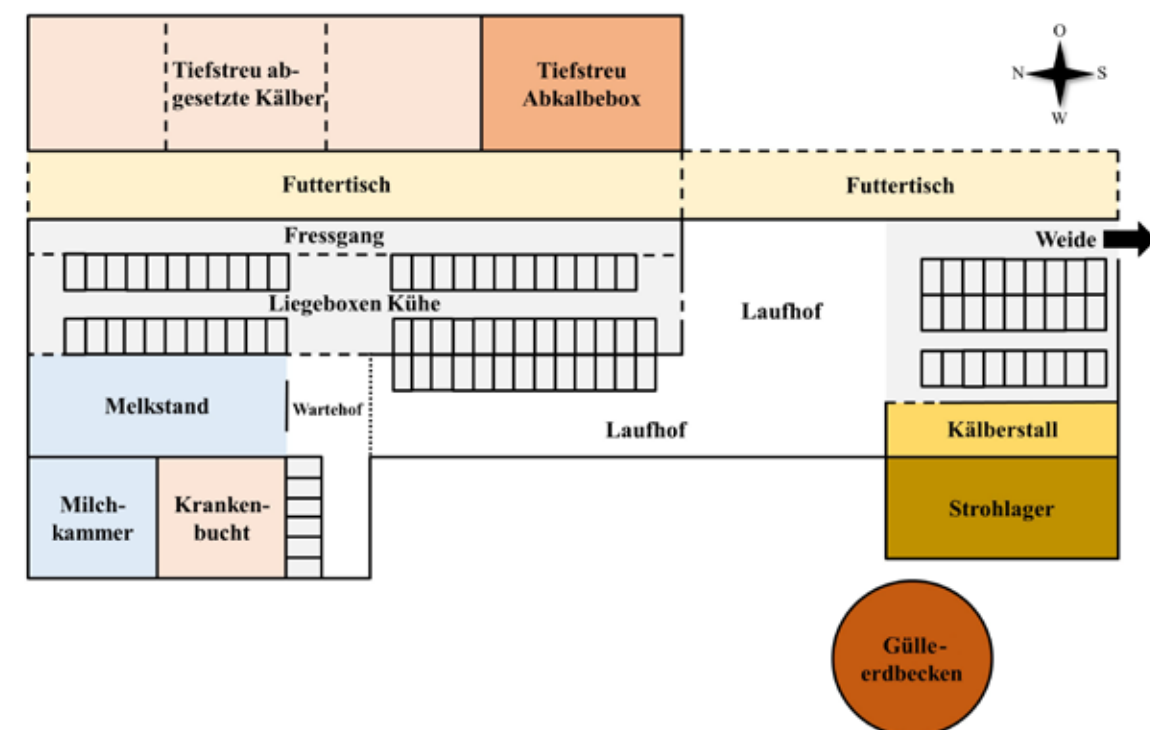 Tiefstreu ab-
gesetzte Kälber
Tiefstreu
Abkalbebox
O
N
S
W
Futtertisch
Futtertisch
Fressgang
Weide
Liegeboxen Kühe
Laufhof
Melkstand
Wartehof
Laufhof
Kälberstall
Milch-
kammer
Kranken-
bucht
Strohlager
Gülle-
erdbecken